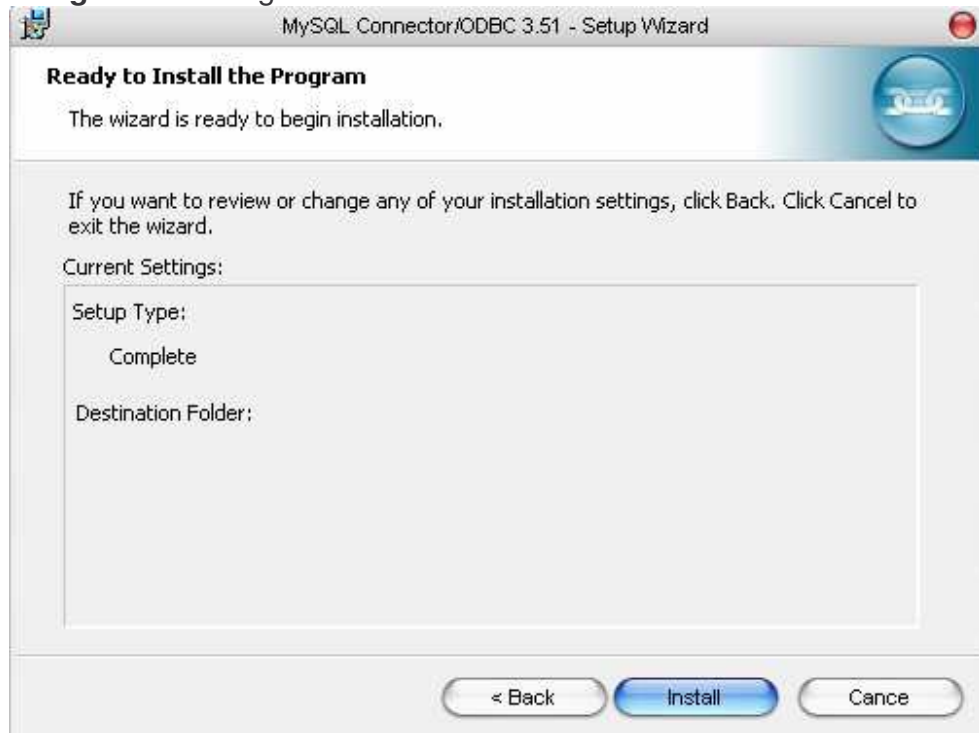 MySQL Connector/ODBC 3.51 - Setup Wizard
Ready to Install the Program
The wizard is ready to begin installation.
If you want to review or change any of your installation settings, click Back. Click Cancel to
exit the wizard.
Current Settings:
Setup Type:
Complete
Destination Folder:
< Back Install Cance